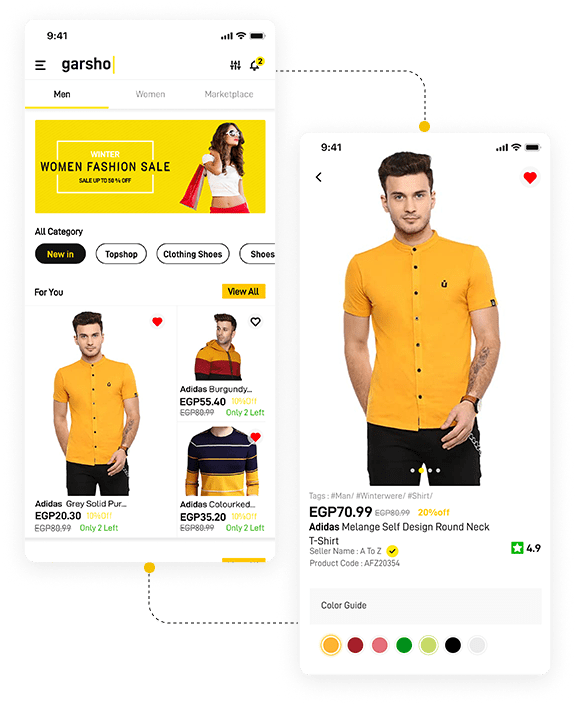 9:41
garsho
2
Men Women Marketplace
WINTER
WOMEN FASHION SALE
SALE UP TO 50 % OFF
All Category
New in Topshop Clothing Shoes Shoes
For You View All
Adidas Grey Solid Pur...
EGP20.30 10%Off
EGP80.99 Only 2 Left
Adidas Burgundy...
EGP55.40 10%Off
EGP80.99 Only 2 Left
Adidas Colourked...
EGP35.20 10%Off
EGP80.99 Only 2 Left
9:41
Tags : #Man/ #Winterwere/ #Shirt/
EGP70.99 EGP80.99 20%off
Adidas Melange Self Design Round Neck
T-Shirt
Seller Name : A To Z
4.9
Product Code : AFZ20354
Color Guide